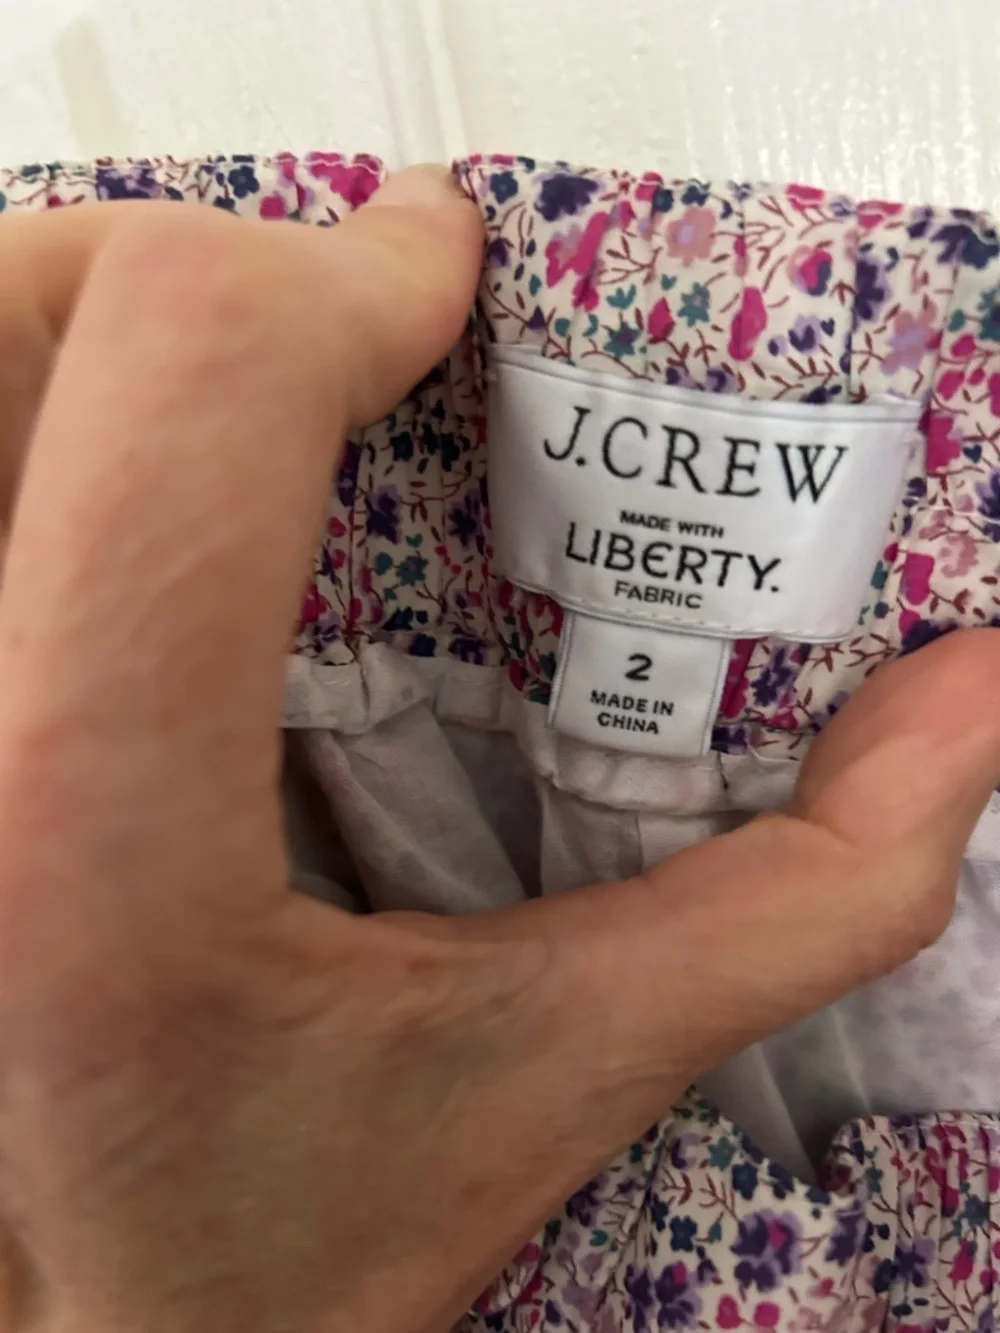 J.CREW
MADE WITH
LIBERTY.
FABRIC
2
MADE IN
CHINA